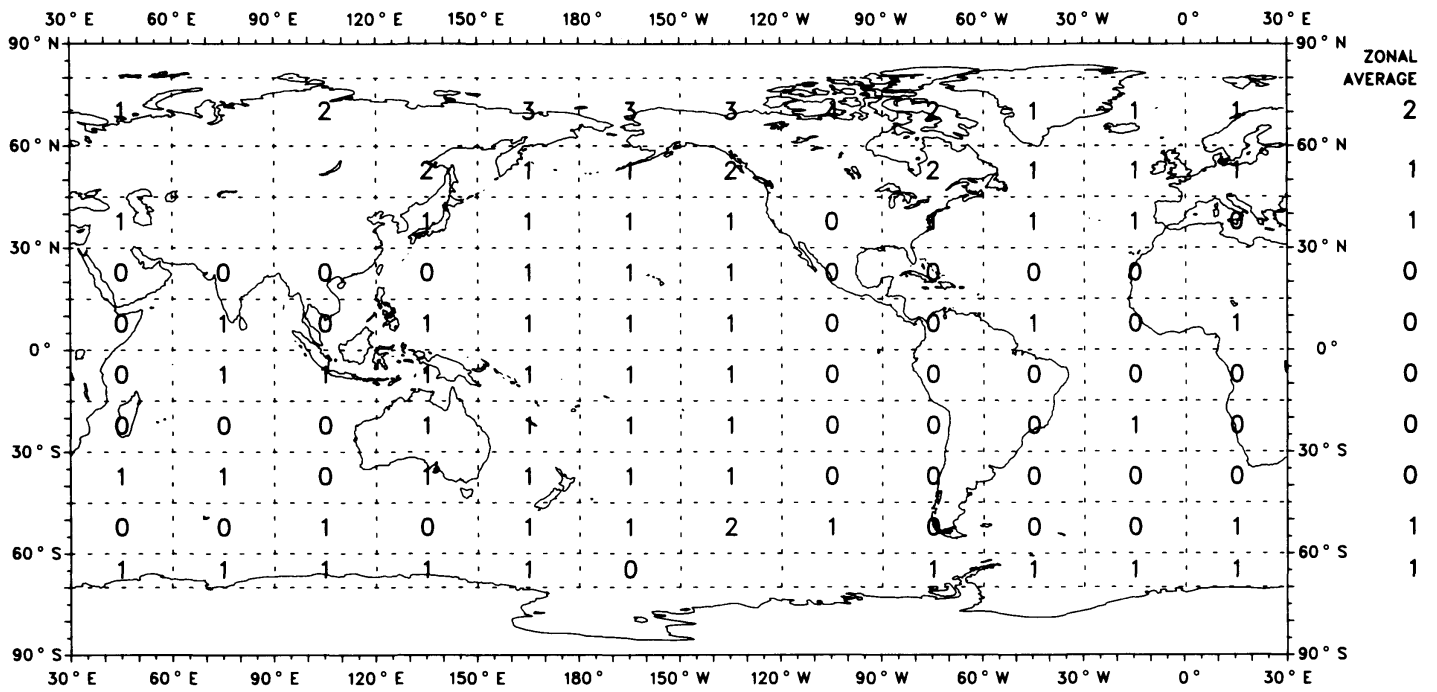 30° E 60° E 90° E 120° E 150° E 180° 150° W 120° W 90° W 60° W 30° W 0° 30° E
90° N 90° N
ZONAL
AVERAGE
1 1 2 3 3 3 1 2 1 1 1 2
60° N 60° N
2 1 1 2 2 1 1 1 1
1 1 1 1 1 0 1 1 1 0 1
30° N 30° N
0 0 0 0 1 1 1 0 0 0 0 0
0 1 0 1 1 1 1 0 0 1 0 1 0
0° 0°
0 1 1 1 1 1 1 0 0 0 0 0 0
0 0 0 1 1 1 1 0 0 0 1 0 0
30° S 30° S
1 1 0 1 1 1 1 0 0 0 0 0 0
0 0 1 0 1 1 2 1 0 0 0 1 1
60° S 60° S
1 1 1 1 1 0 1 1 1 1 1
90° S 90° S
30° E 60° E 90° E 120° E 150° E 180° 150° W 120° W 90° W 60° W 30° W 0° 30° E